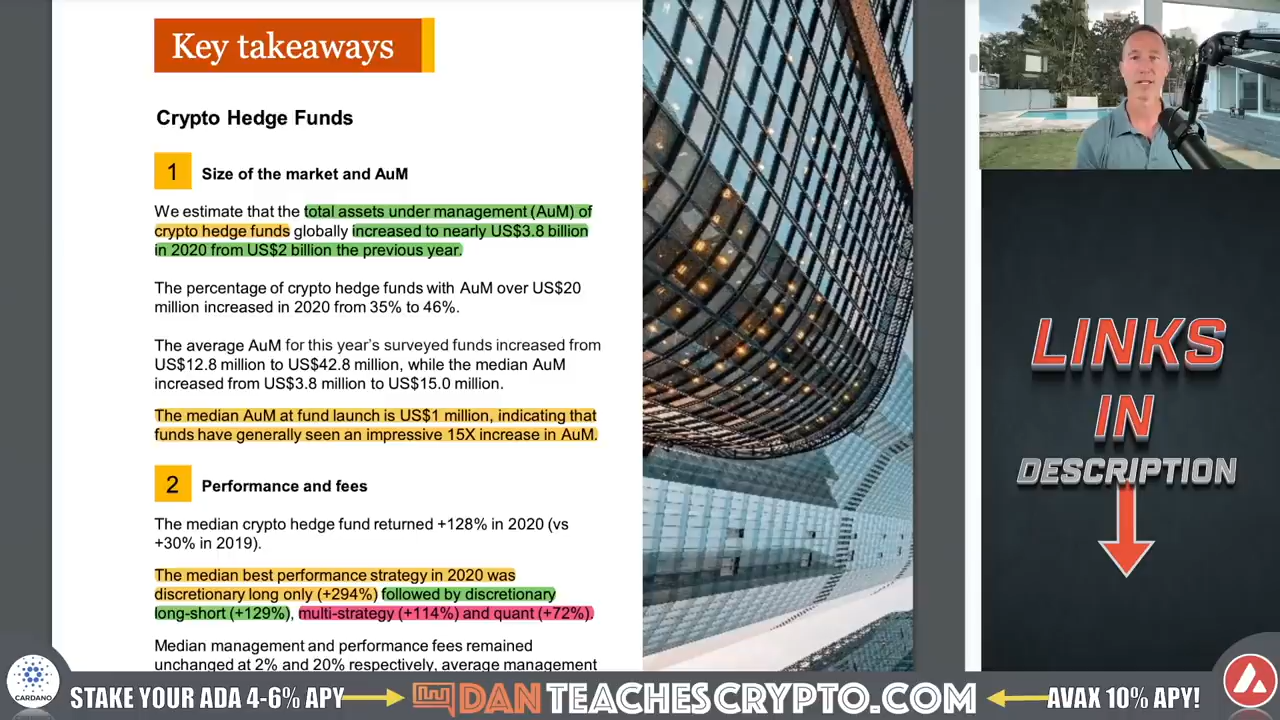 Key takeaways
Crypto Hedge Funds
1
Size of the market and AuM
We estimate that the total assets under management (AuM) of
crypto hedge funds globally increased to nearly US$3.8 billion
in 2020 from US$2 billion the previous year.
The percentage of crypto hedge funds with AuM over US$20
million increased in 2020 from 35% to 46%.
The average AuM for this year's surveyed funds increased from
US$12.8 million to US$42.8 million, while the median AuM
increased from US$3.8 million to US$15.0 million.
The median AuM at fund launch is US$1 million, indicating that
funds have generally seen an impressive 15X increase in AuM.
2
Performance and fees
The median crypto hedge fund returned +128% in 2020 (vs
+30% in 2019).
The median best performance strategy in 2020 was
discretionary long only (+294%) followed by discretionary
long-short (+129%), multi-strategy (+114%) and quant (+72%).
Median management and performance fees remained
unchanged at 2% and 20% respectively, average management
LINKS
IN
DESCRIPTION
CARDANO
STAKE YOUR ADA 4-6% APY
DANTEACHESCRYPTO.COM
AVAX 10% APY!